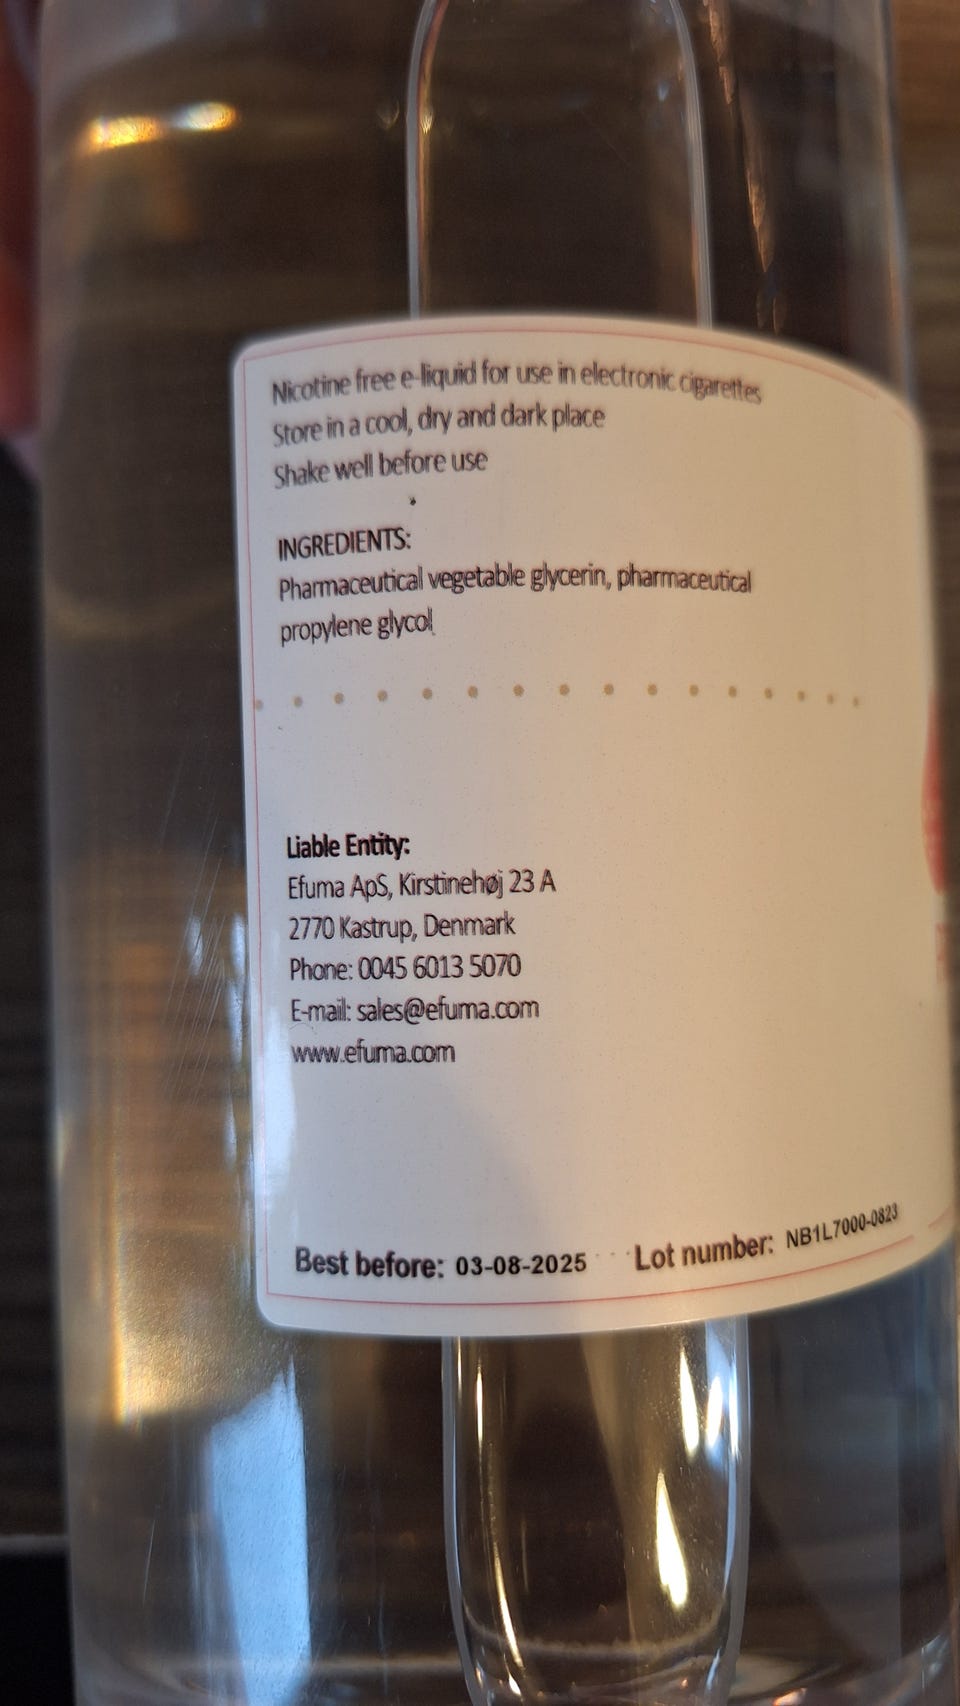 Nicotine free e-liquid for use in electronic cigarettes
Store in a cool, dry and dark place
Shake well before use
INGREDIENTS:
Pharmaceutical vegetable glycerin, pharmaceutical
propylene glycol
Liable Entity:
Efuma ApS, Kirstinehøj 23 A
2770 Kastrup, Denmark
Phone: 0045 6013 5070
E-mail: sales@efuma.com
www.efuma.com
Best before: 03-08-2025 Lot number: NB1L7000-0823